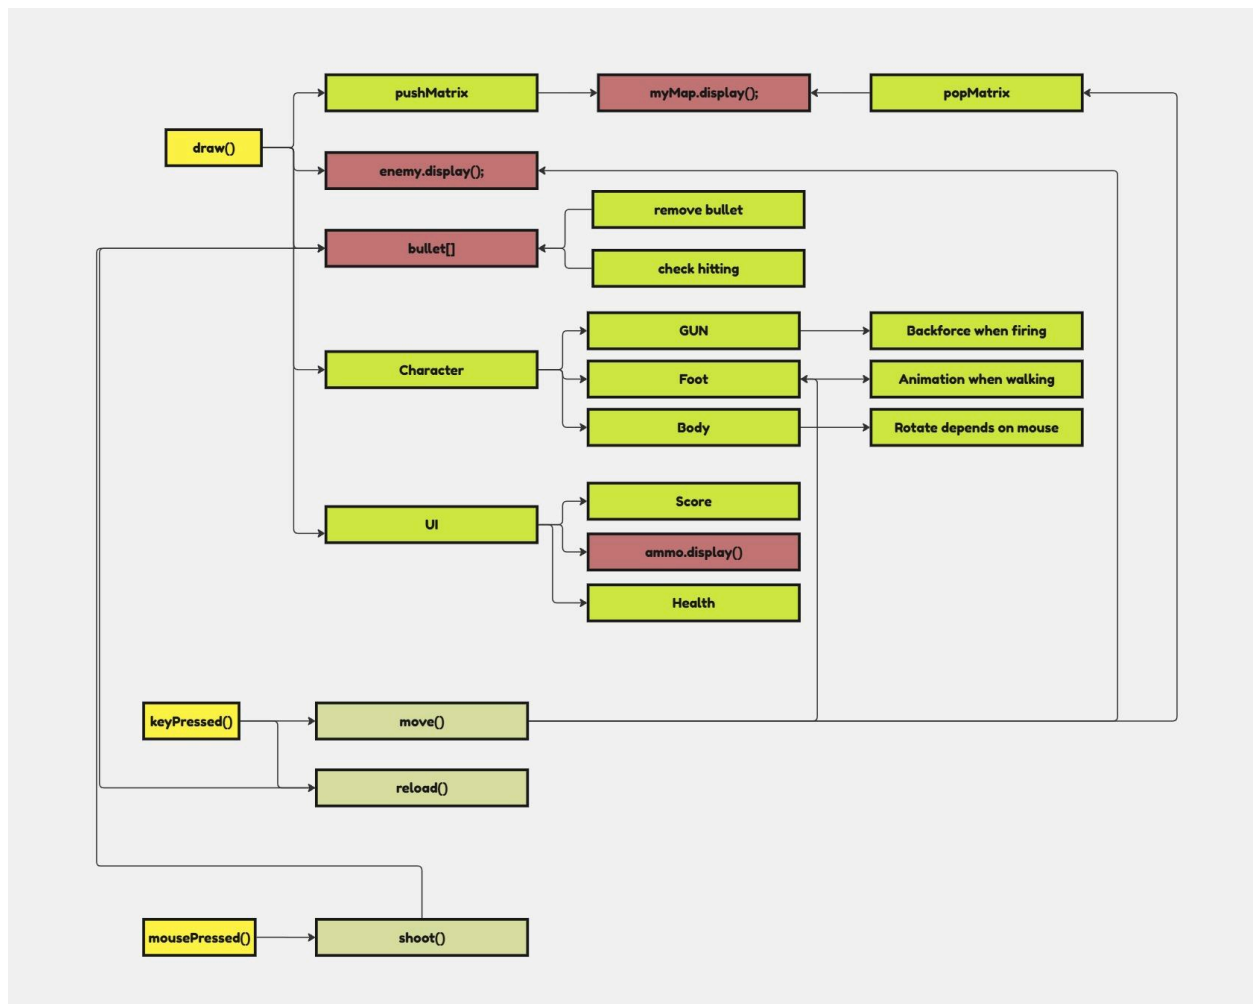 pushMatrix
myMap.display();
popMatrix
draw()
enemy.display();
remove bullet
bullet[]
check hitting
GUN
Backforce when firing
Character
Foot
Animation when walking
Body
Rotate depends on mouse
Score
UI
ammo.display()
Health
keyPressed()
move()
reload()
mousePressed()
shoot()